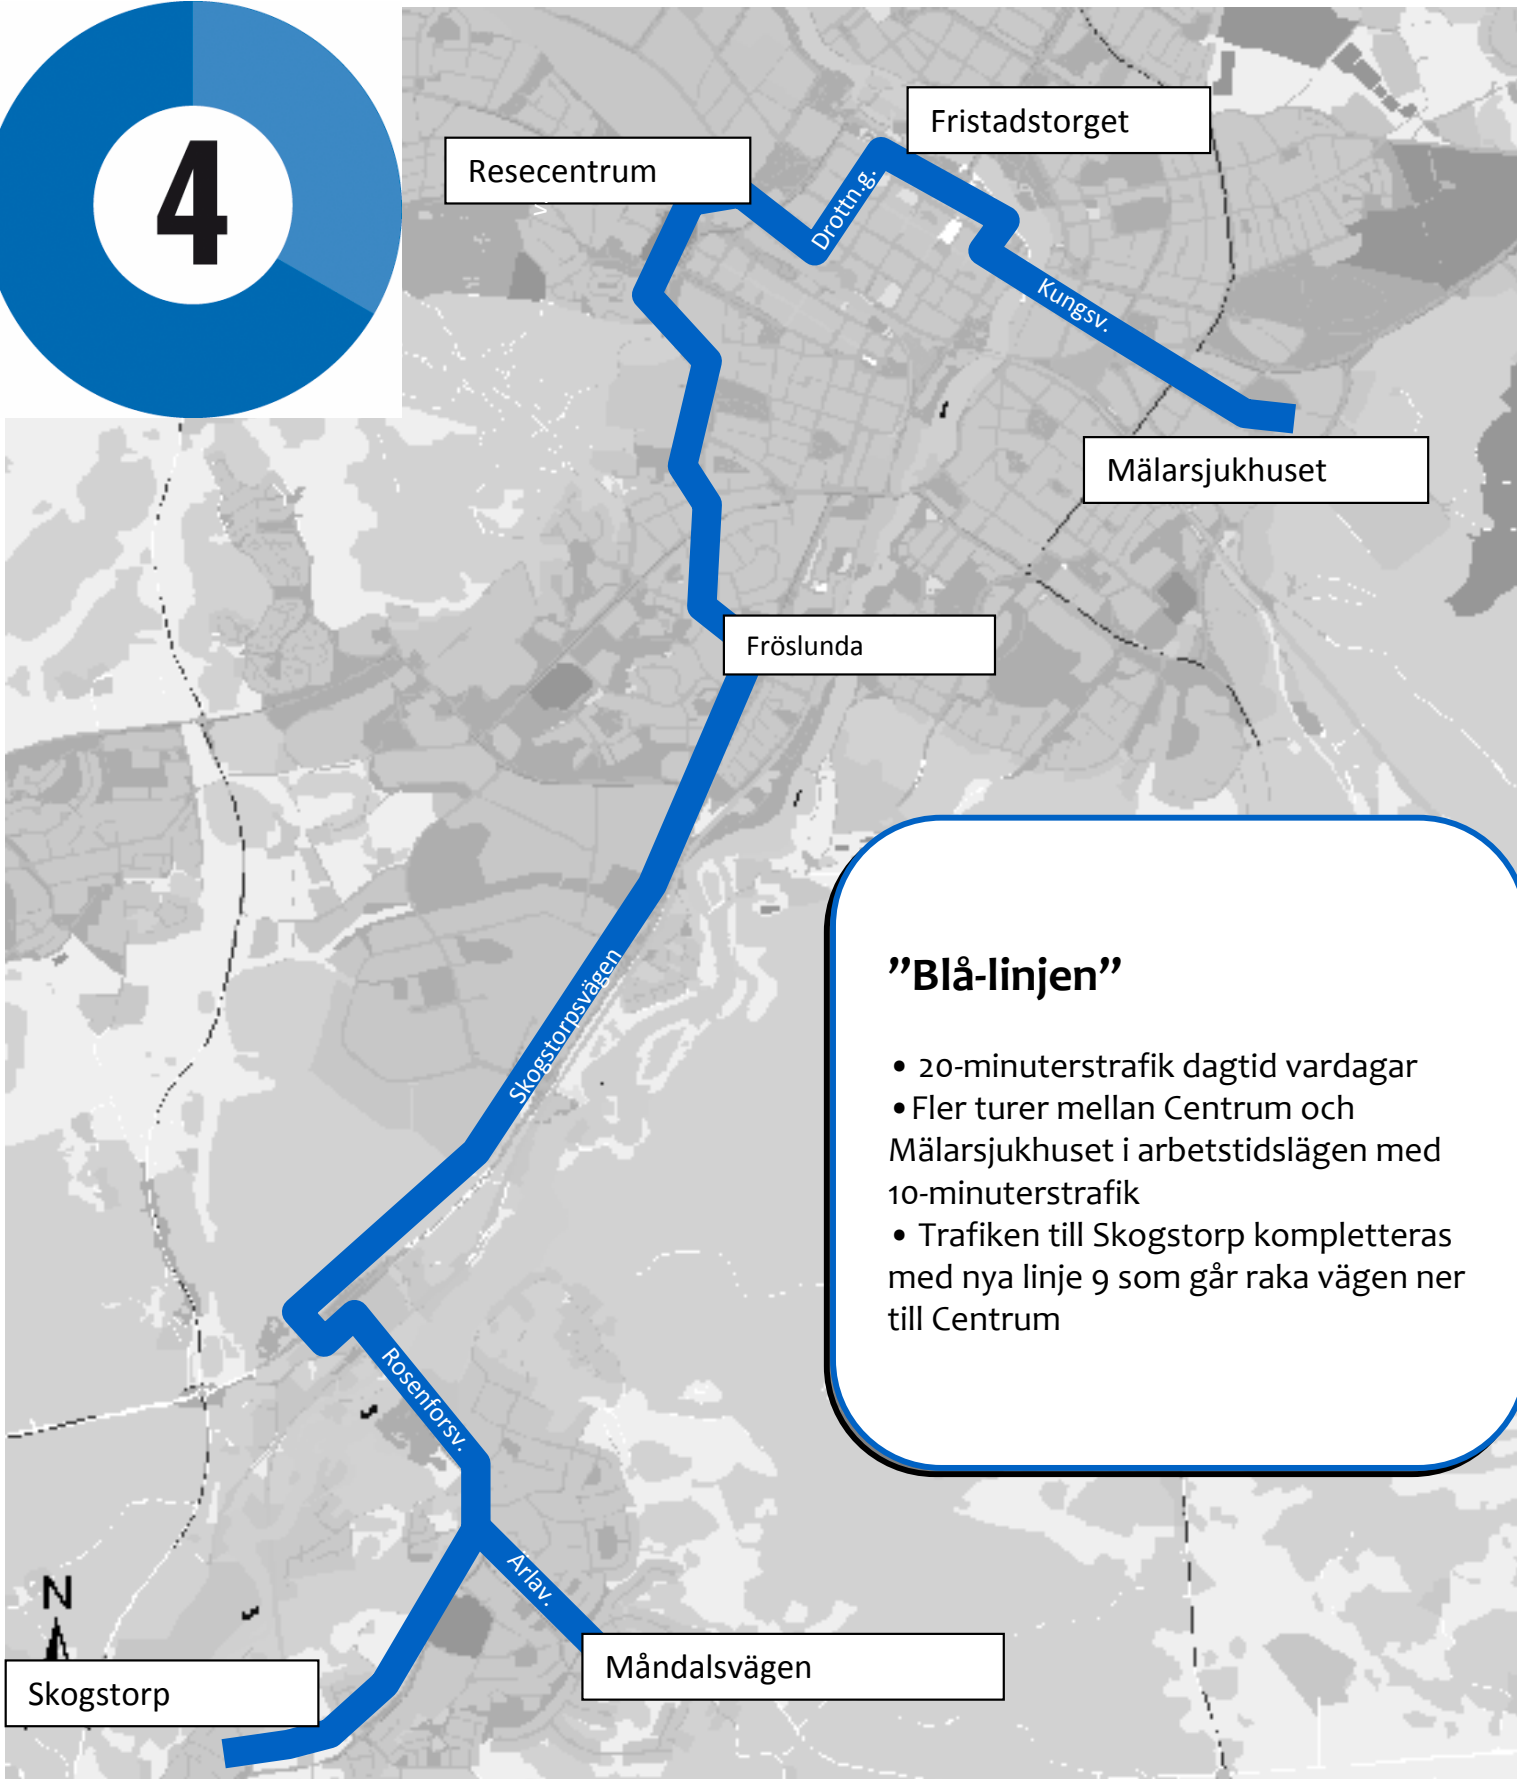 4
Fristadstorget
Resecentrum
Drottn.g.
Kungsv.
Mälarsjukhuset
Fröslunda
Skogstorpsvägen
”Blå-linjen”
• 20-minuterstrafik dagtid vardagar
•Fler turer mellan Centrum och
Mälarsjukhuset i arbetstidslägen med
10-minuterstrafik
• Trafiken till Skogstorp kompletteras
med nya linje 9 som går raka vägen ner
till Centrum
Rosenforsv.
Arlav.
N
Måndalsvägen
Skogstorp